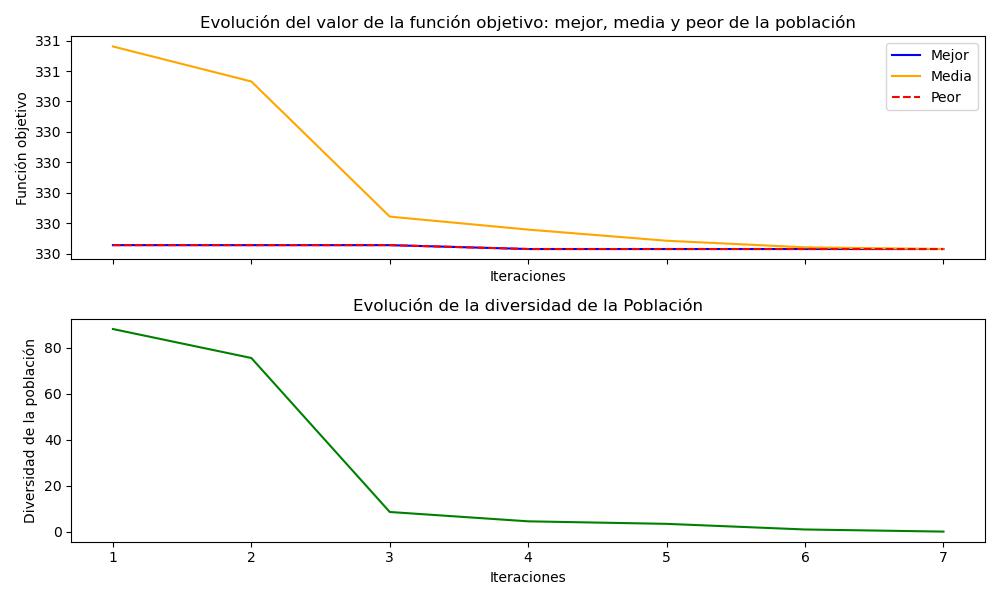 Evolución del valor de la función objetivo: mejor, media y peor de la población
331
331
330
330
330
330
330
330
Función objetivo
Mejor
Media
Peor
Iteraciones
Evolución de la diversidad de la Población
80
60
40
20
0
Diversidad de la población
1 2 3 4 5 6 7
Iteraciones